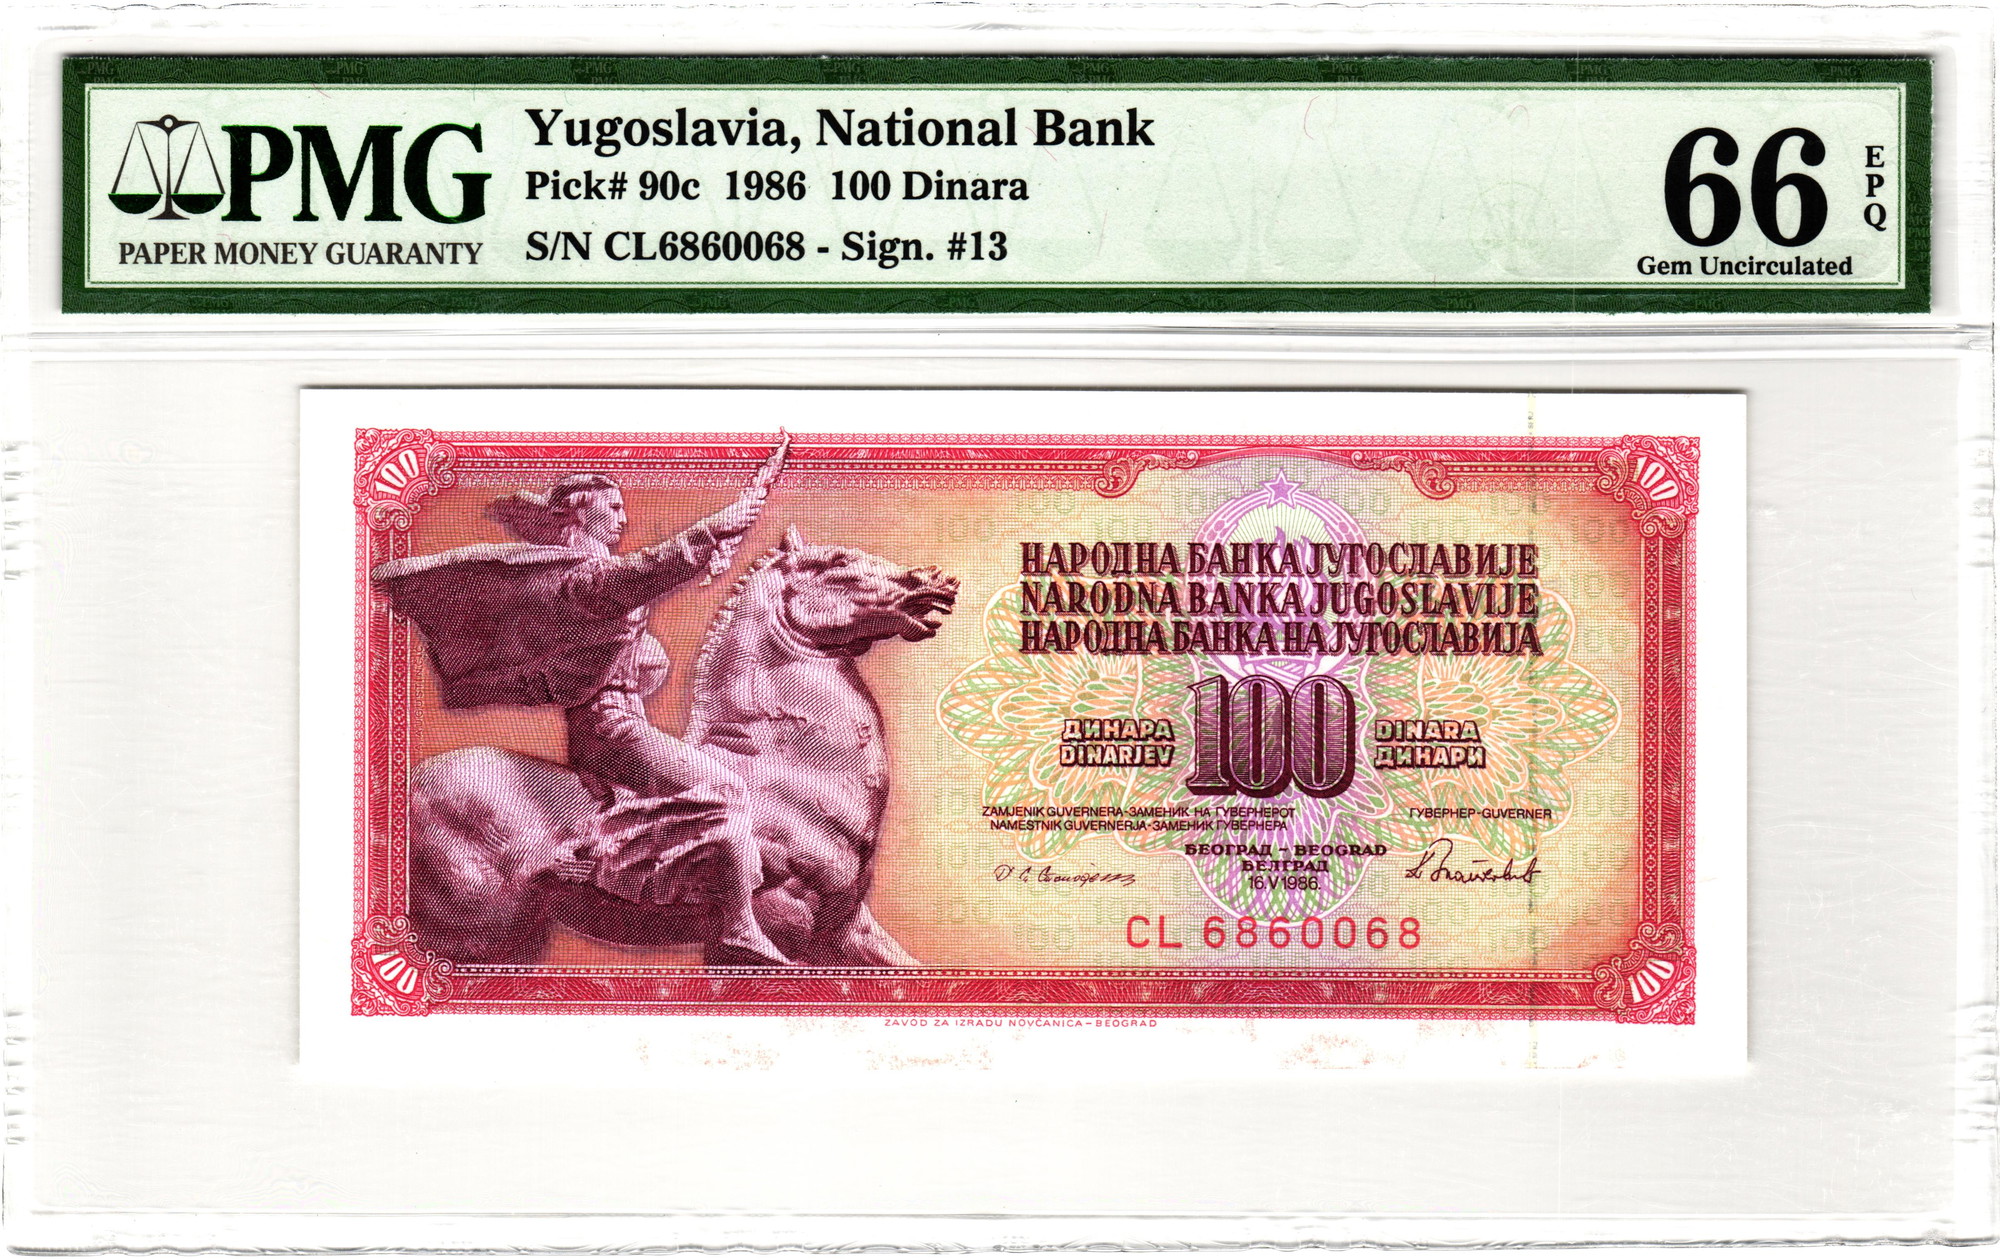 PMG
PAPER MONEY GUARANTY
Yugoslavia, National Bank
Pick# 90c 1986 100 Dinara
S/N CL6860068 - Sign. #13
66
EPQ
Gem Uncirculated
100
100
НАРОДНА БАНКА ЈУГОСЛАВИЈЕ
NARODNA BANKA JUGOSLAVIJE
НАРОДНА БАНКА НА ЈУГОСЛАВИЈА
ДИНАРА
DINARJEV
100
DINARA
ДИНАРИ
ZAMJENIK GUVERNERA-ЗАМЕНИК НА ГУВЕРНЕРОТ
NAMESTNIK GUVERNERJA-ЗАМЕНИК ГУВЕРНЕРА
ГУВЕРНЕР-GUVERNER
БЕОГРАД - BEOGRAD
БЕЛГРАД
16.V 1986.
CL 6860068
100
100
ZAVOD ZA IZRADU NOVČANICA - BEOGRAD